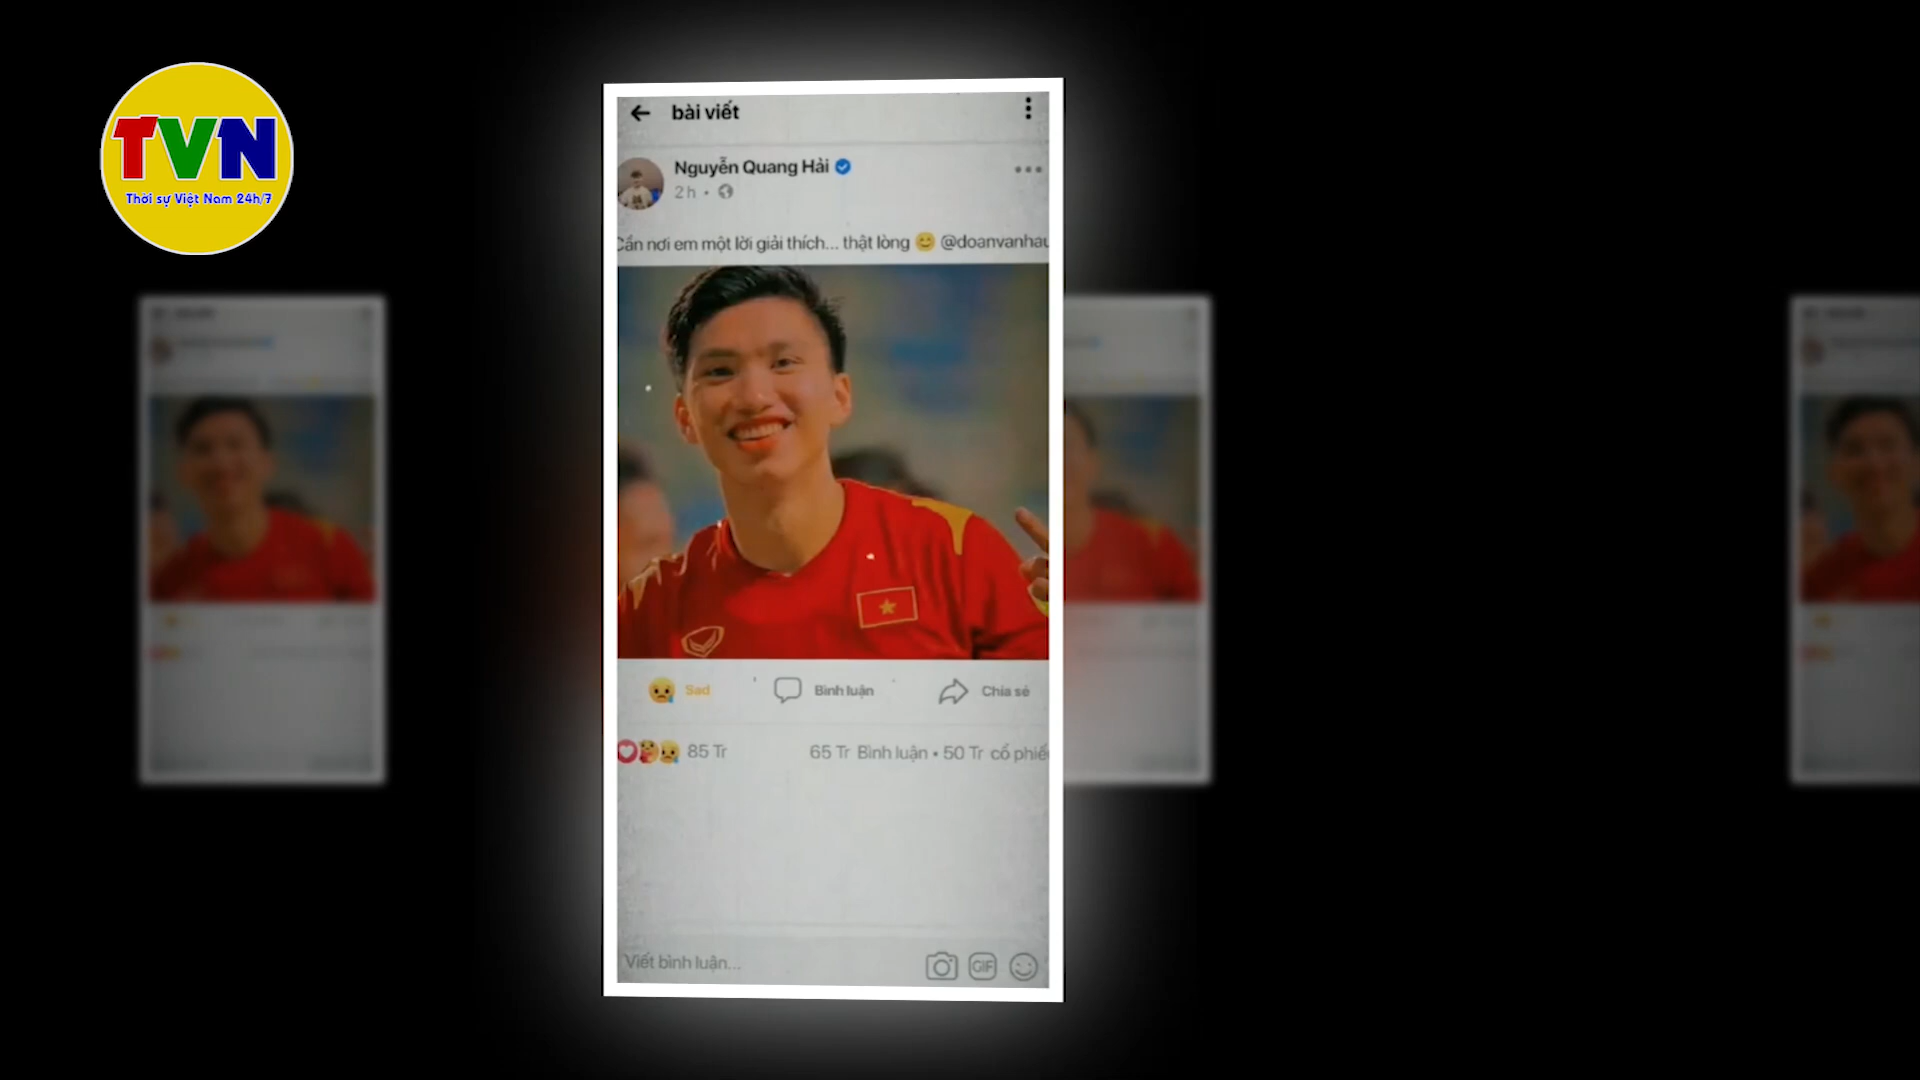 TVN
Thời sự Việt Nam 24h/7
bài viết
Nguyễn Quang Hải
2h
Cần nơi em một lời giải thích... thật lòng 😊 @doanvanhau
Sad
Bình luận
Chia sẻ
85 Tr
65 Tr Bình luận • 50 Tr cổ phiế
Viết bình luận...
GIF